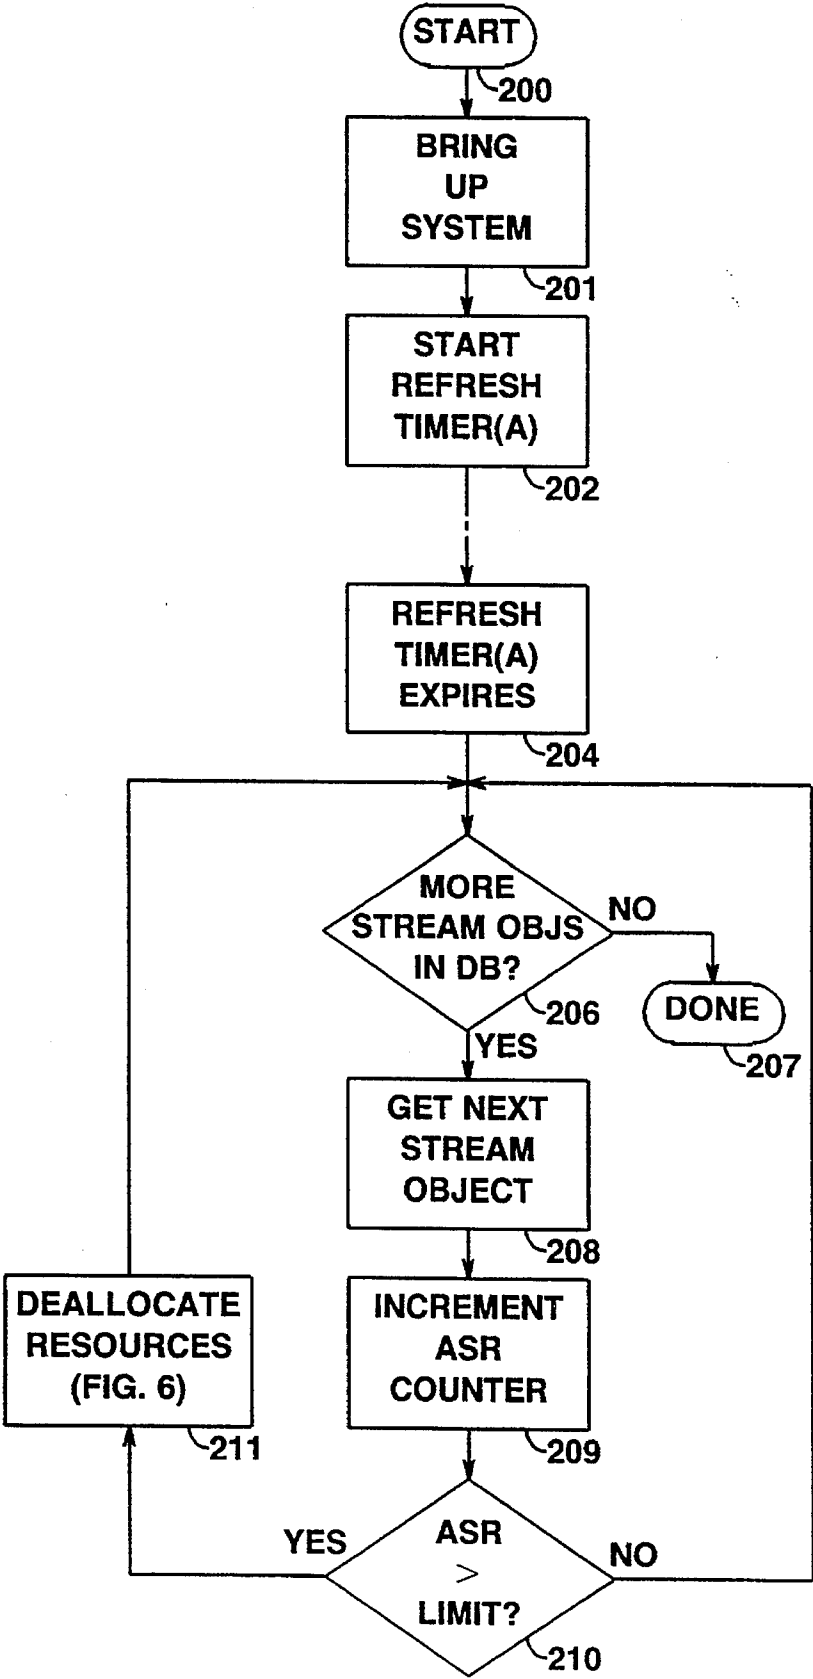 START
200
BRING
UP
SYSTEM
201
START
REFRESH
TIMER(A)
202
REFRESH
TIMER(A)
EXPIRES
204
MORE
STREAM OBJS
IN DB?
NO
206
DONE
207
YES
GET NEXT
STREAM
OBJECT
208
DEALLOCATE
RESOURCES
(FIG. 6)
211
INCREMENT
ASR
COUNTER
209
YES
ASR
>
LIMIT?
NO
210